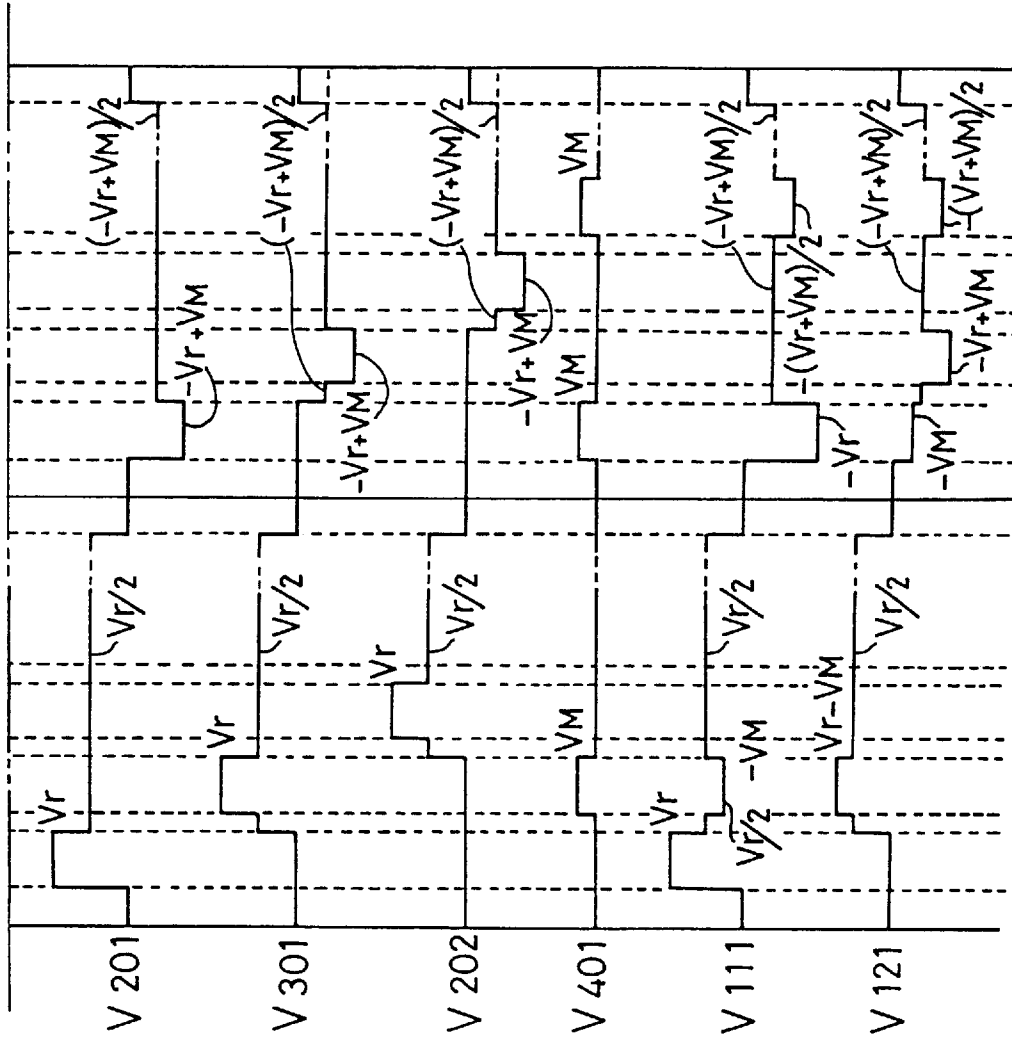 V 201
Vr
Vr/2
-Vr+VM
(-Vr+VM)/2
V 301
Vr
Vr/2
-Vr+VM
(-Vr+VM)/2
V 202
Vr
Vr/2
-Vr+VM
(-Vr+VM)/2
V 401
VM
VM
VM
V 111
Vr
Vr/2 -VM
Vr/2
-Vr
-(Vr+VM)/2
(-Vr+VM)/2
V 121
Vr-VM
Vr/2
-VM
-Vr+VM
(-Vr+VM)/2
-(Vr+VM)/2